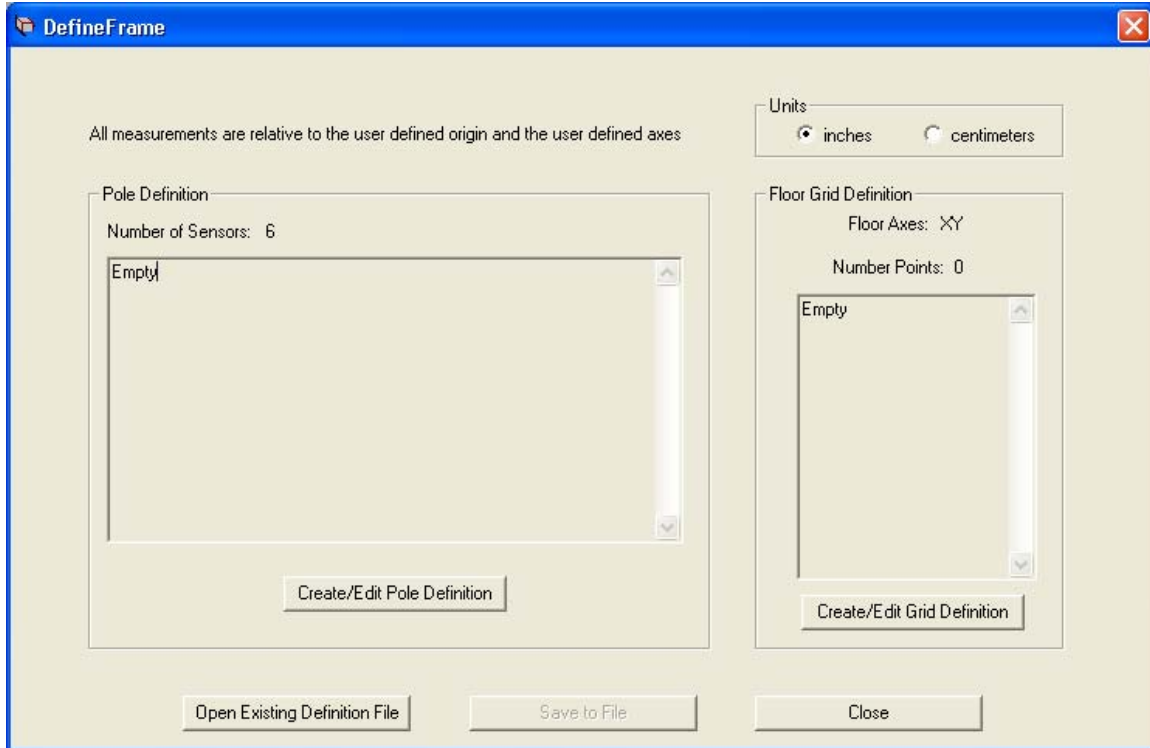 DefineFrame
Units
All measurements are relative to the user defined origin and the user defined axes
inches
centimeters
Pole Definition
Number of Sensors: 6
Empty
Create/Edit Pole Definition
Floor Grid Definition
Floor Axes: XY
Number Points: 0
Empty
Create/Edit Grid Definition
Open Existing Definition File
Save to File
Close